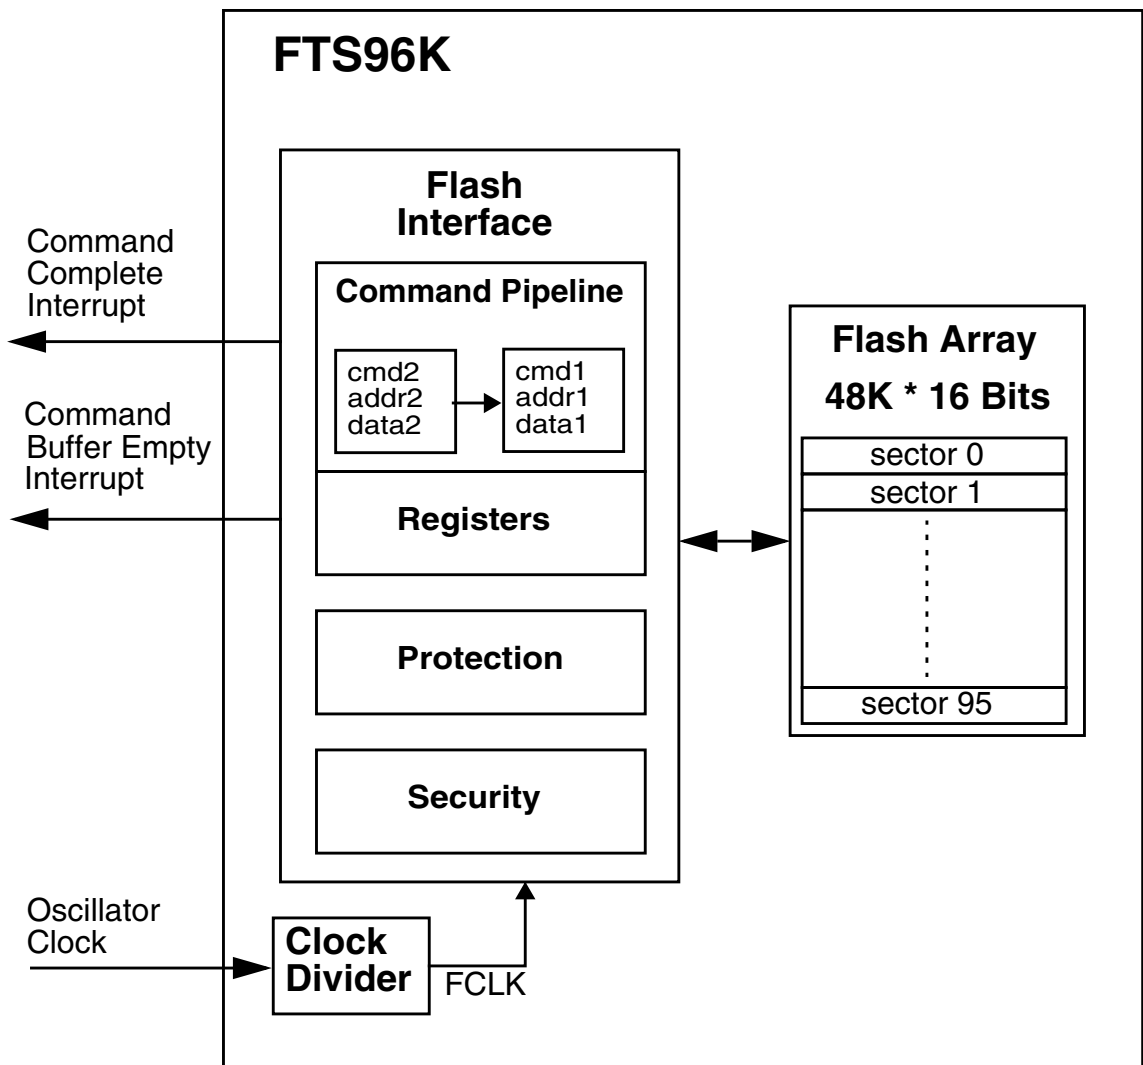 FTS96K
Flash
Interface
Command
Complete
Interrupt
Command Pipeline
cmd2
addr2
data2
cmd1
addr1
data1
Command
Buffer Empty
Interrupt
Registers
Protection
Security
Flash Array
48K * 16 Bits
sector 0
sector 1
sector 95
Oscillator
Clock
Clock
Divider
FCLK